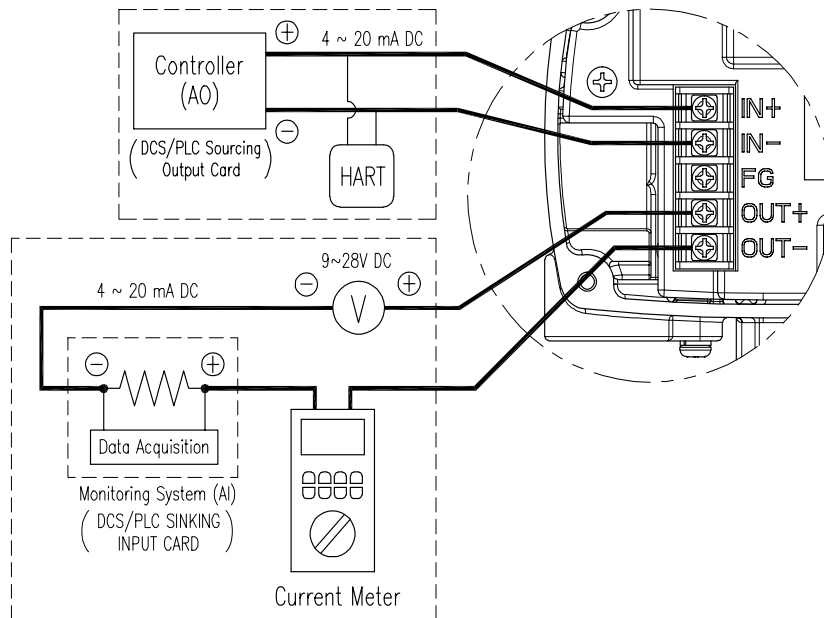 4 ~ 20 mA DC
Controller
(AO)
(DCS/PLC Sourcing
Output Card)
HART
IN+
IN-
FG
OUT+
OUT-
9~28V DC
4 ~ 20 mA DC
V
Data Acquisition
Monitoring System (AI)
(DCS/PLC SINKING
INPUT CARD)
Current Meter